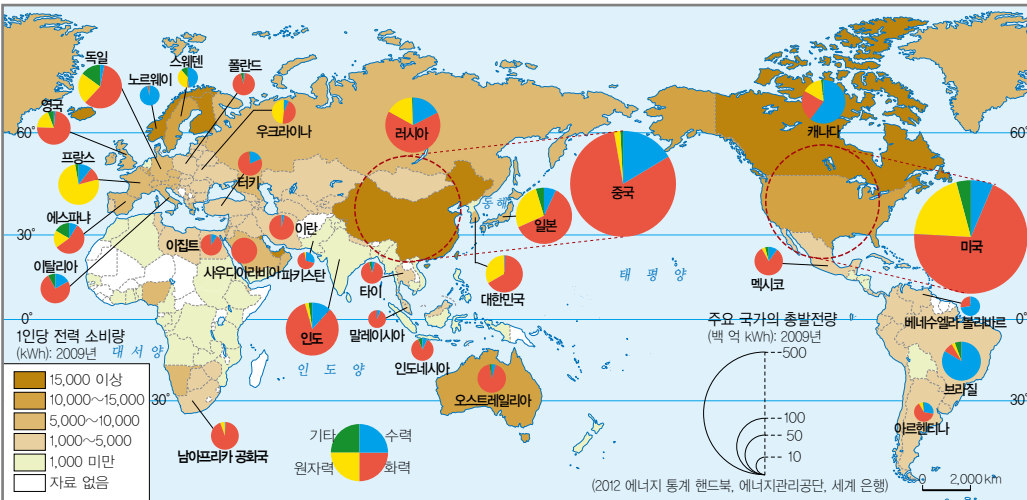 독일
스웨덴
폴란드
노르웨이
영국
우크라이나
러시아
캐나다
60°
60°
프랑스
터키
중국
에스파냐
동해
일본
미국
30°
30°
이집트
이란
이탈리아
사우디아라비아
파키스탄
타이
대한민국
태평양
멕시코
인도
말레이시아
인도네시아
베네수엘라 볼리바르
0°
0°
1인당 전력 소비량
(kWh): 2009년
대서양
인도양
주요 국가의 총발전량
(백 억 kWh): 2009년
500
100
50
10
브라질
오스트레일리아
아르헨티나
15,000 이상
10,000～15,000
5,000～10,000
1,000～5,000
1,000 미만
자료 없음
30°
30°
남아프리카 공화국
기타
수력
원자력
화력
0 2,000 km
(2012 에너지 통계 핸드북, 에너지관리공단, 세계 은행)